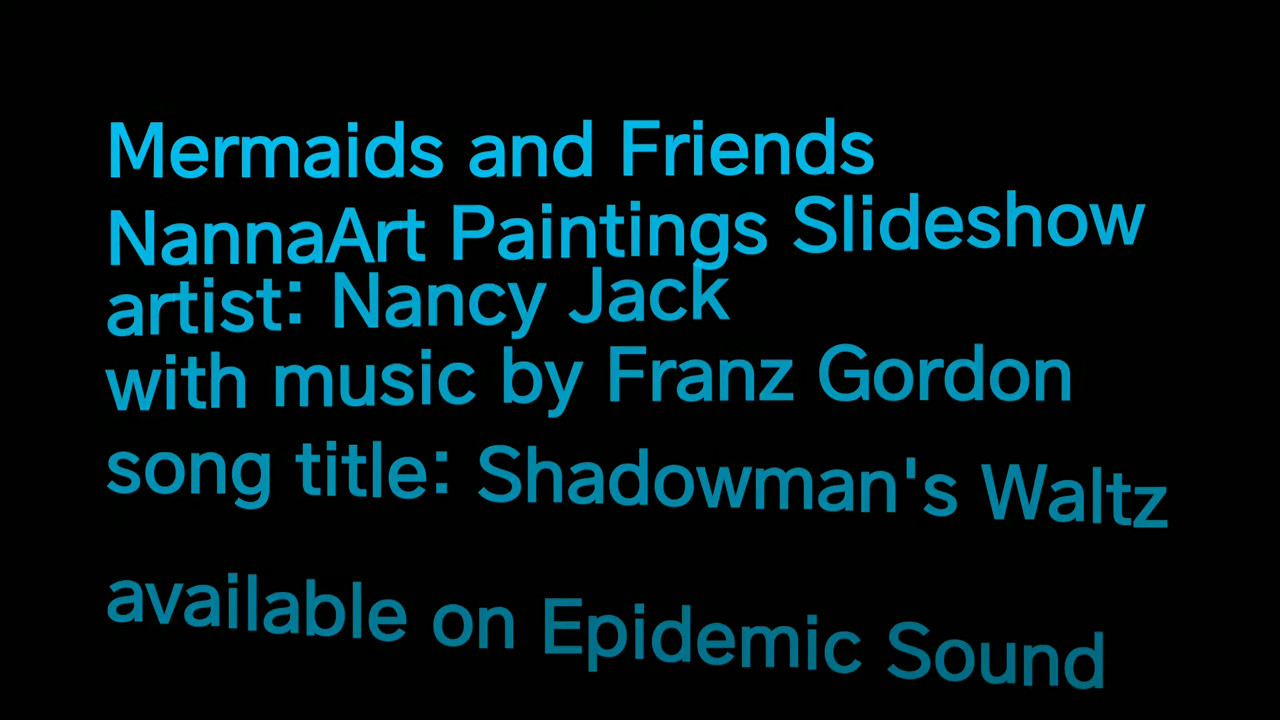 Mermaids and Friends
NannaArt Paintings Slideshow
artist: Nancy Jack
with music by Franz Gordon
song title: Shadowman's Waltz
available on Epidemic Sound